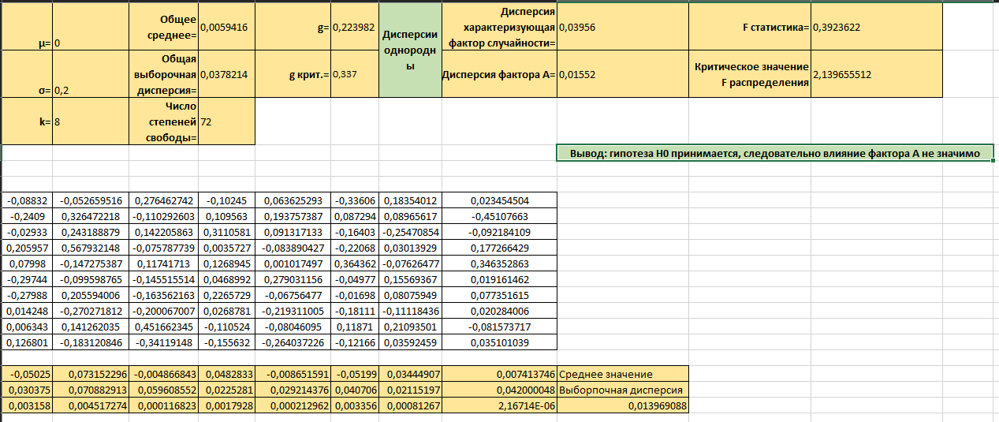 μ= 0 Общее среднее= 0,0059416 g= 0,223982 Дисперсии однородны Дисперсия характеризующая фактор случайности= 0,03956 F статистика= 0,3923622
σ= 0,2 Общая выборочная дисперсия= 0,0378214 g крит.= 0,337 Дисперсия фактора А= 0,01552 Критическое значение F распределения 2,139655512
k= 8 Число степеней свободы= 72
Вывод: гипотеза Н0 принимается, следовательно влияние фактора А не значимо
-0,08832 -0,052659516 0,276462742 -0,10245 0,063625293 -0,33606 0,18354012 0,023454504
-0,2409 0,326472218 -0,110292603 0,109563 0,193757387 0,087294 0,08965617 -0,45107663
-0,02933 0,243188879 0,142205863 0,3110581 0,091317133 -0,16403 -0,25470854 -0,092184109
0,205957 0,567932148 -0,075787739 0,0035727 -0,083890427 -0,22068 0,03013929 0,177266429
0,07998 -0,147275387 0,11741713 0,1268945 0,001017497 0,364362 -0,07626477 0,346352863
-0,29744 -0,099598765 -0,145515514 0,0468992 0,279031156 -0,04977 0,15569367 0,019161462
-0,27988 0,205594006 -0,163562163 0,2265729 -0,06756477 -0,01698 0,08075949 0,077351615
0,014248 -0,270271812 -0,200067007 0,0268781 -0,219311005 -0,18111 -0,11118436 0,020284006
0,006343 0,141262035 0,451662345 -0,110524 -0,08046095 0,11871 0,21093501 -0,081573717
0,126801 -0,183120846 -0,34119148 -0,155632 -0,264037226 -0,12166 0,03592459 0,035101039
-0,05025 0,073152296 -0,004866843 0,0482833 -0,008651591 -0,05199 0,03444907 0,007413746 Среднее значение
0,030375 0,070882913 0,059608552 0,0225281 0,029214376 0,040706 0,02115197 0,042000048 Выборпочная дисперсия
0,003158 0,004517274 0,000116823 0,0017928 0,000212962 0,003356 0,00081267 2,16714E-06 0,013969088